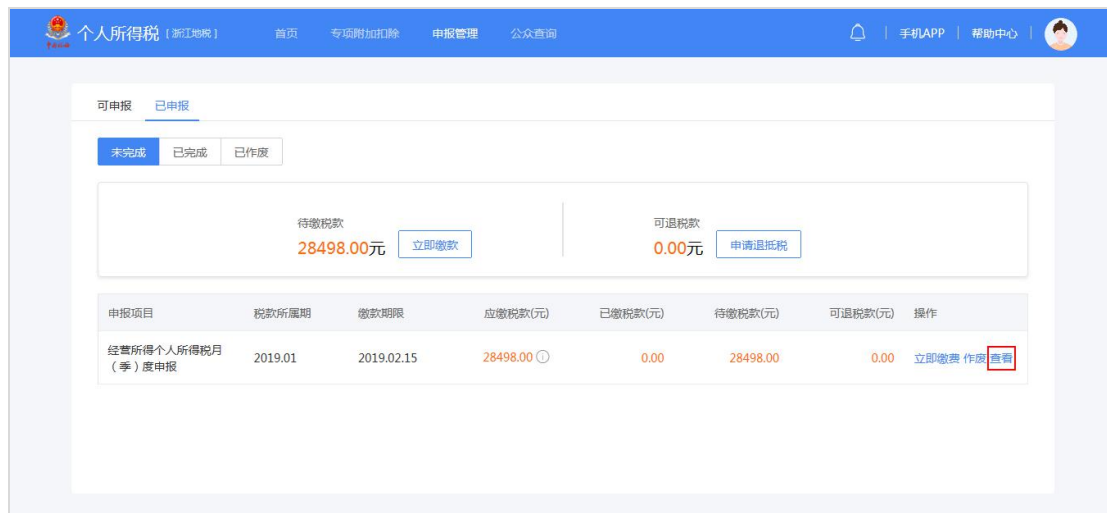 个人所得税 [ 浙江地税 ] 首页 专项附加扣除 申报管理 公众查询 手机APP 帮助中心
可申报 已申报
未完成 已完成 已作废
待缴税款 可退税款
28498.00元 立即缴款 0.00元 申请退抵税
申报项目 税款所属期 缴款期限 应缴税款(元) 已缴税款(元) 待缴税款(元) 可退税款(元) 操作
经营所得个人所得税月
（季）度申报 2019.01 2019.02.15 28498.00 0.00 28498.00 0.00 立即缴费 作废 查看